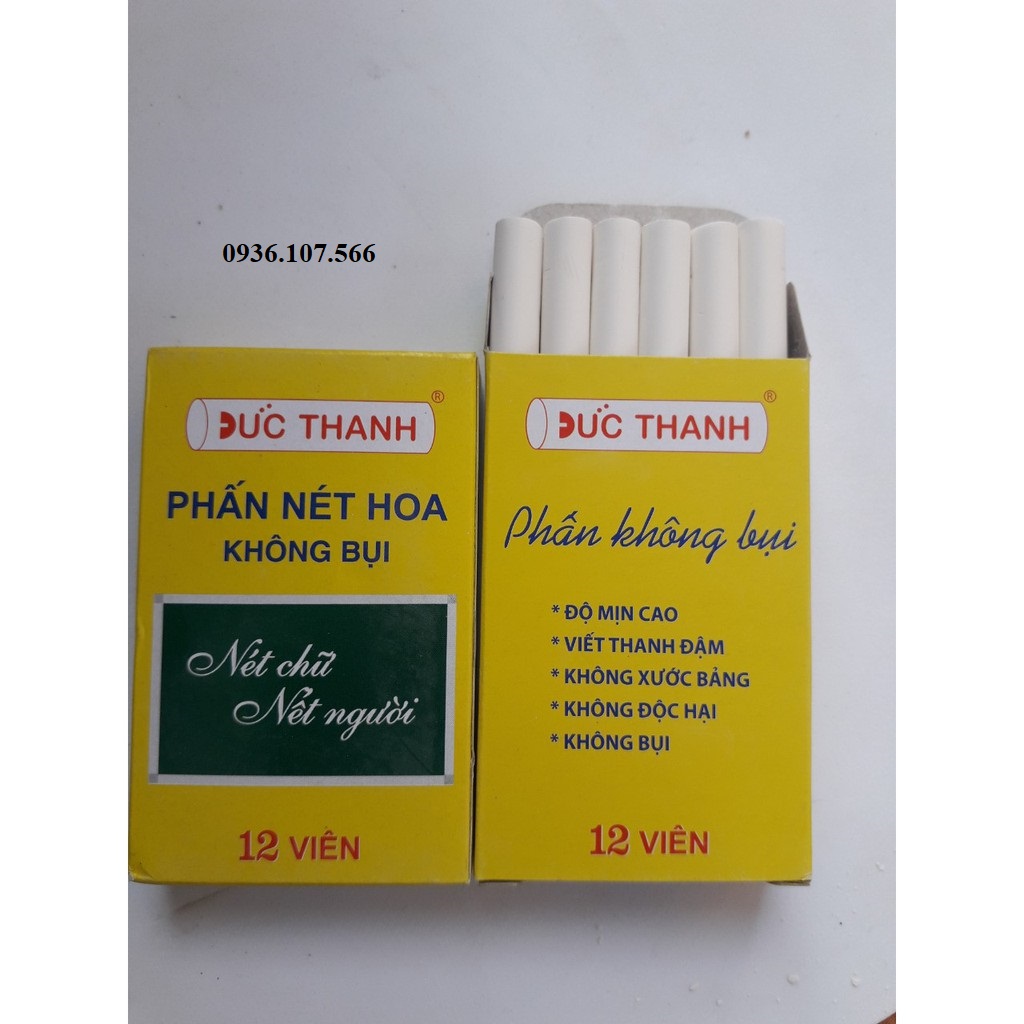 0936.107.566
ĐỨC THANH ®
PHẤN NÉT HOA
KHÔNG BỤI
Nét chữ
Nết người
12 VIÊN
ĐỨC THANH ®
Phấn không bụi
* ĐỘ MỊN CAO
* VIẾT THANH ĐẬM
* KHÔNG XƯỚC BẢNG
* KHÔNG ĐỘC HẠI
* KHÔNG BỤI
12 VIÊN